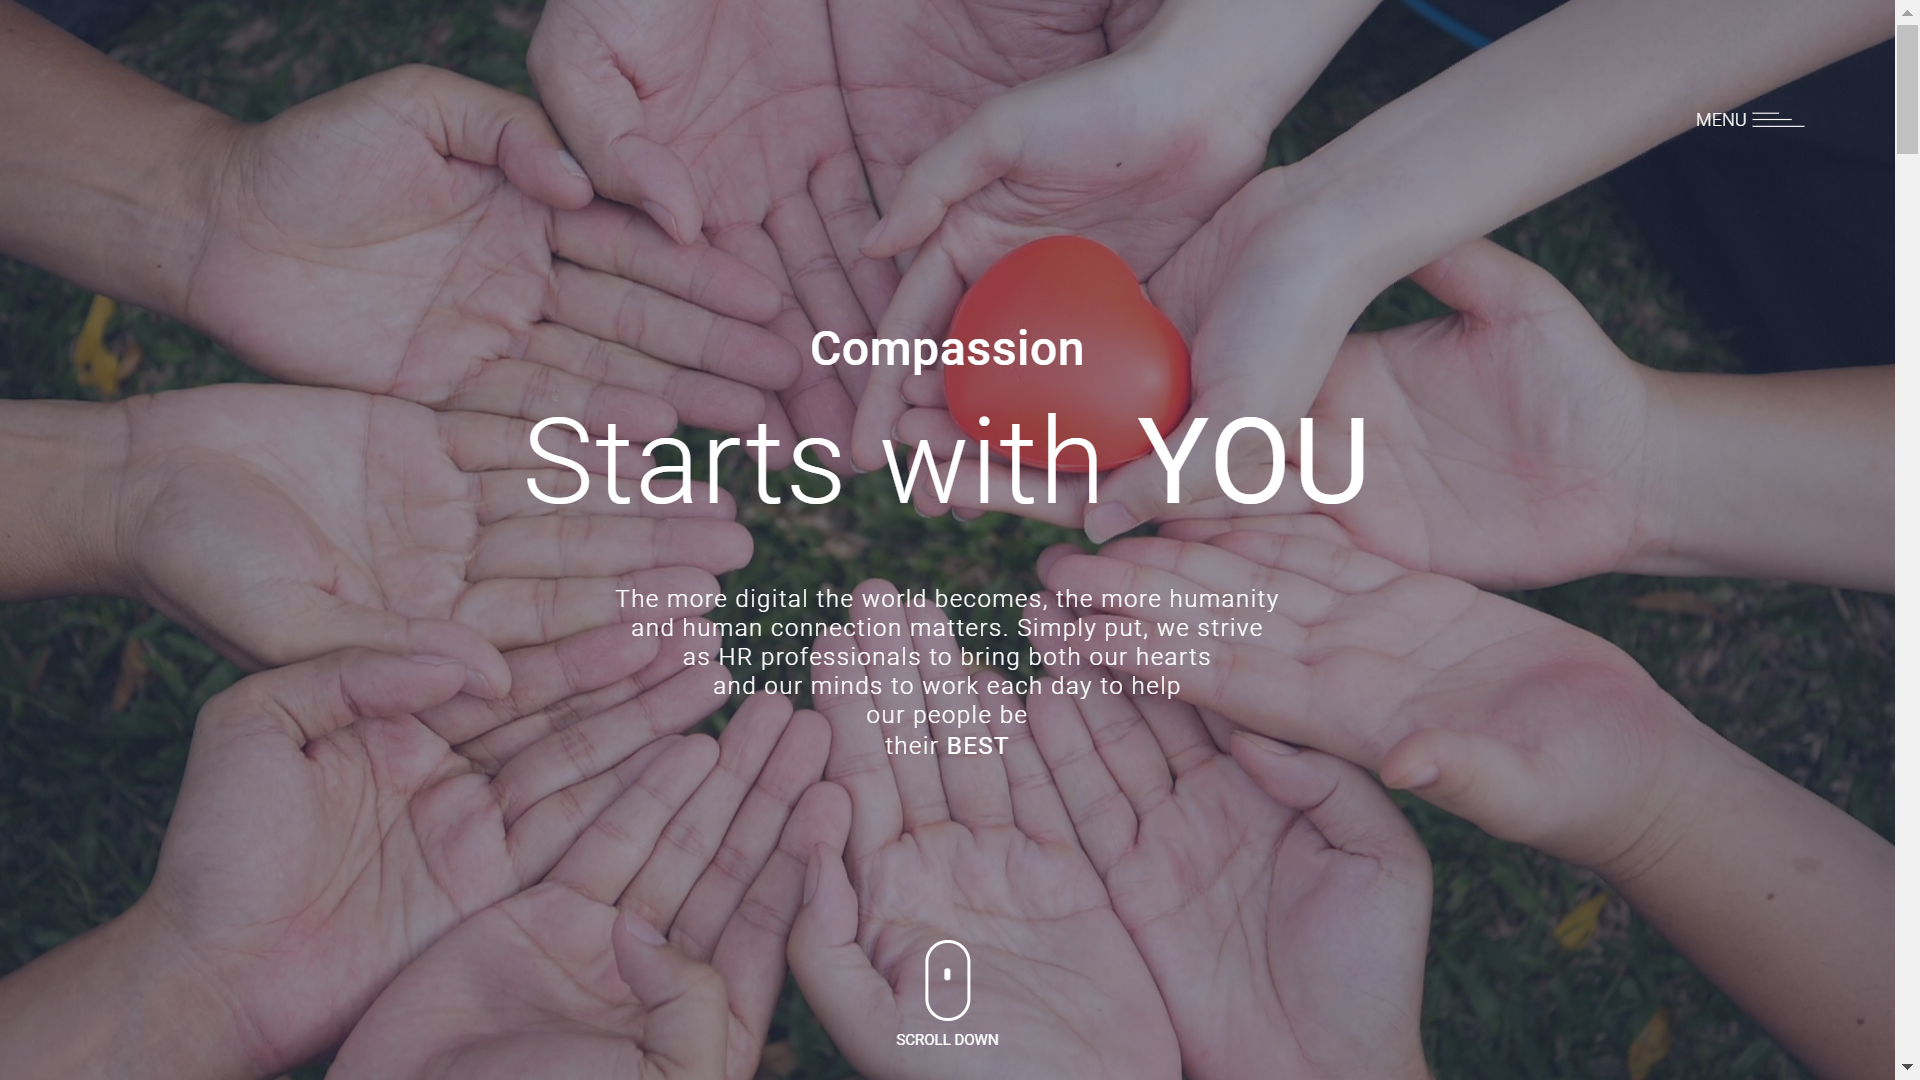 MENU
Compassion
Starts with YOU
The more digital the world becomes, the more humanity
and human connection matters. Simply put, we strive
as HR professionals to bring both our hearts
and our minds to work each day to help
our people be
their BEST
SCROLL DOWN